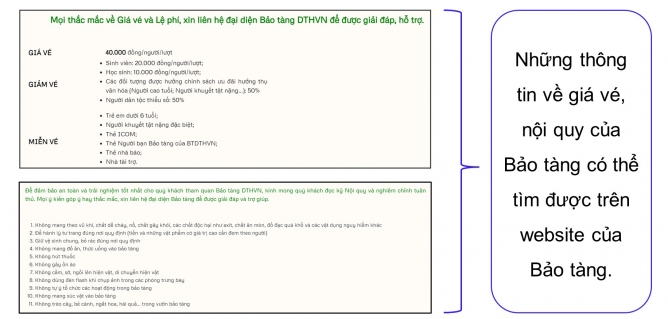 Mọi thắc mắc về Giá vé và Lệ phí, xin liên hệ đại diện Bảo tàng DTHVN để được giải đáp, hỗ trợ.
GIÁ VÉ
40.000 đồng/người/lượt
GIẢM VÉ
• Sinh viên: 20.000 đồng/người/lượt;
• Học sinh: 10.000 đồng/người/lượt;
• Các đối tượng được hưởng chính sách ưu đãi hưởng thụ
văn hóa (Người cao tuổi; Người khuyết tật nặng...): 50%
• Người dân tộc thiểu số: 50%
MIỄN VÉ
• Trẻ em dưới 6 tuổi;
• Người khuyết tật nặng đặc biệt;
• Thẻ ICOM;
• Thẻ Người bạn Bảo tàng của BTDTHVN;
• Thẻ nhà báo;
• Nhà tài trợ.
Để đảm bảo an toàn và trải nghiệm tốt nhất cho quý khách tham quan Bảo tàng DTHVN, kính mong quý khách đọc kỹ Nội quy và nghiêm chỉnh tuân
thủ. Mọi ý kiến góp ý hay thắc mắc, xin liên hệ đại diện Bảo tàng để được giải đáp và trợ giúp.
1. Không mang theo vũ khí, chất dễ cháy, nổ, chất gây khói, các chất độc hại như axit, chất ăn mòn, đồ đạc quá khổ và các vật dụng nguy hiểm khác
2. Để hành lý tư trang đúng nơi quy định (tiền và những vật phẩm có giá trị cao cần đem theo người)
3. Giữ vệ sinh chung, bỏ rác đúng nơi quy định
4. Không mang đồ ăn, thức uống vào bảo tàng
5. Không hút thuốc
6. Không gây ồn ào
7. Không cầm, sờ, ngồi lên hiện vật, di chuyển hiện vật
8. Không dùng đèn flash khi chụp ảnh trong các phòng trưng bày
9. Không tự ý tổ chức các hoạt động trong bảo tàng
10. Không mang súc vật vào bảo tàng
11. Không trèo cây, bẻ cành, ngắt hoa, hái quả... trong vườn bảo tàng
Những thông
tin về giá vé,
nội quy của
Bảo tàng có thể
tìm được trên
website của
Bảo tàng.